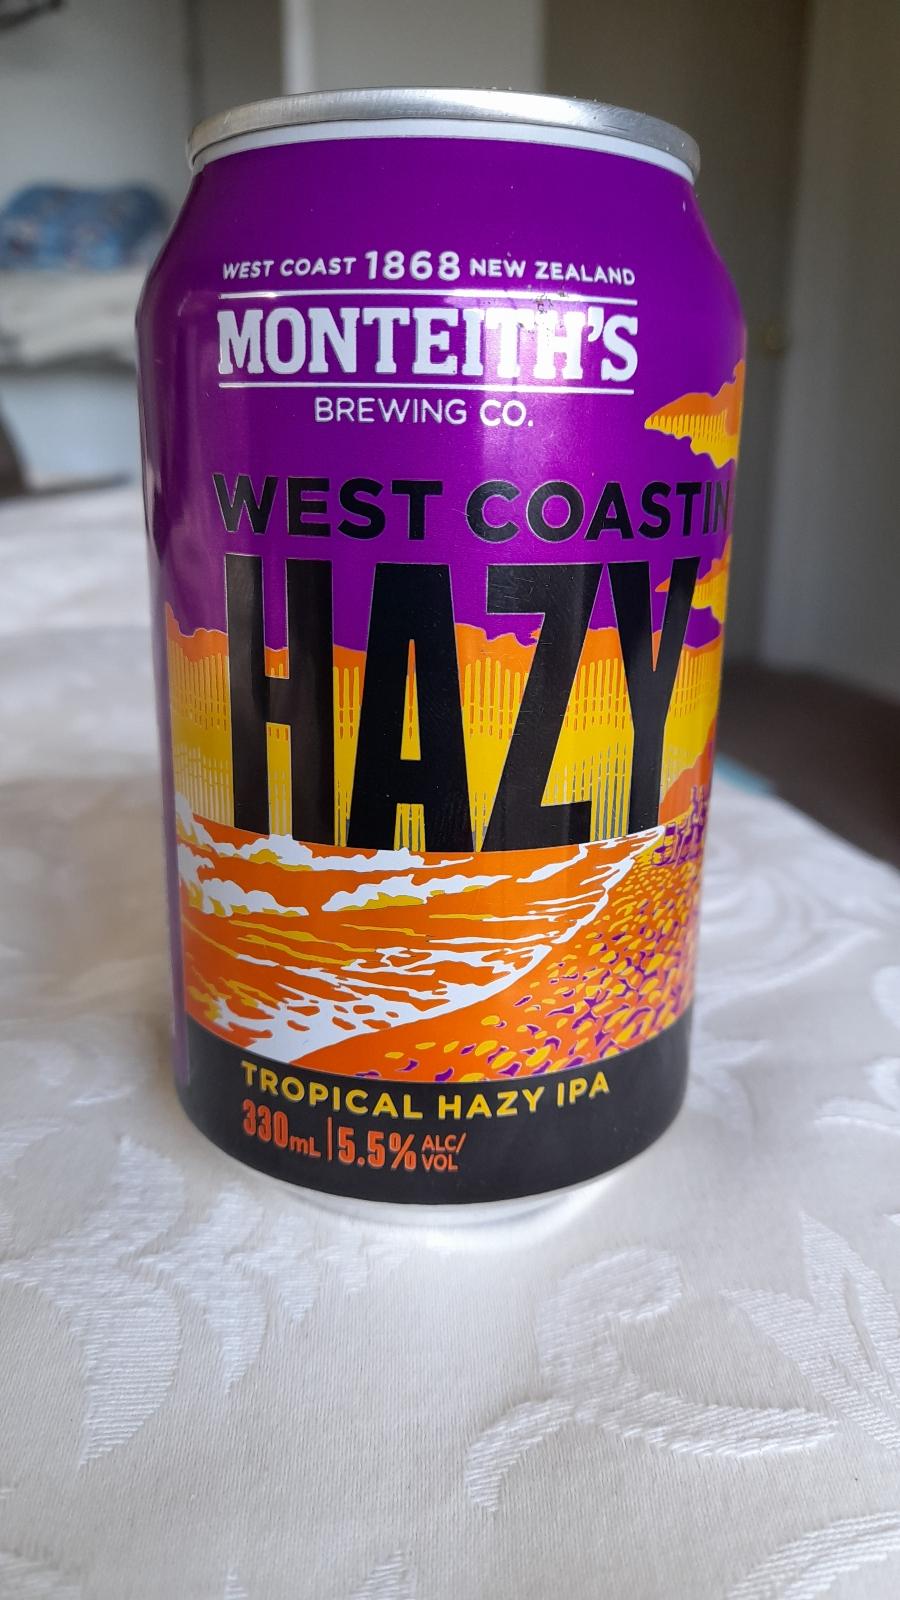 WEST COAST 1868 NEW ZEALAND
MONTEITH'S
BREWING CO.
WEST COASTIN
HAZY
TROPICAL HAZY IPA
330mL | 5.5% ALC/
VOL